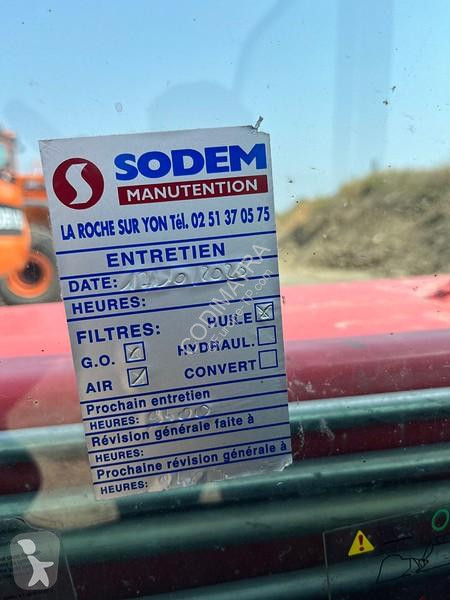 SODEM
MANUTENTION
LA ROCHE SUR YON Tél. 02 51 37 05 75
ENTRETIEN
DATE:
HEURES:
FILTRES:
HUILE
G.O.
HYDRAUL.
AIR
CONVERT
Prochain entretien
HEURES:
Révision générale faite à
HEURES:
Prochaine révision générale à
HEURES:
CODIMATRA